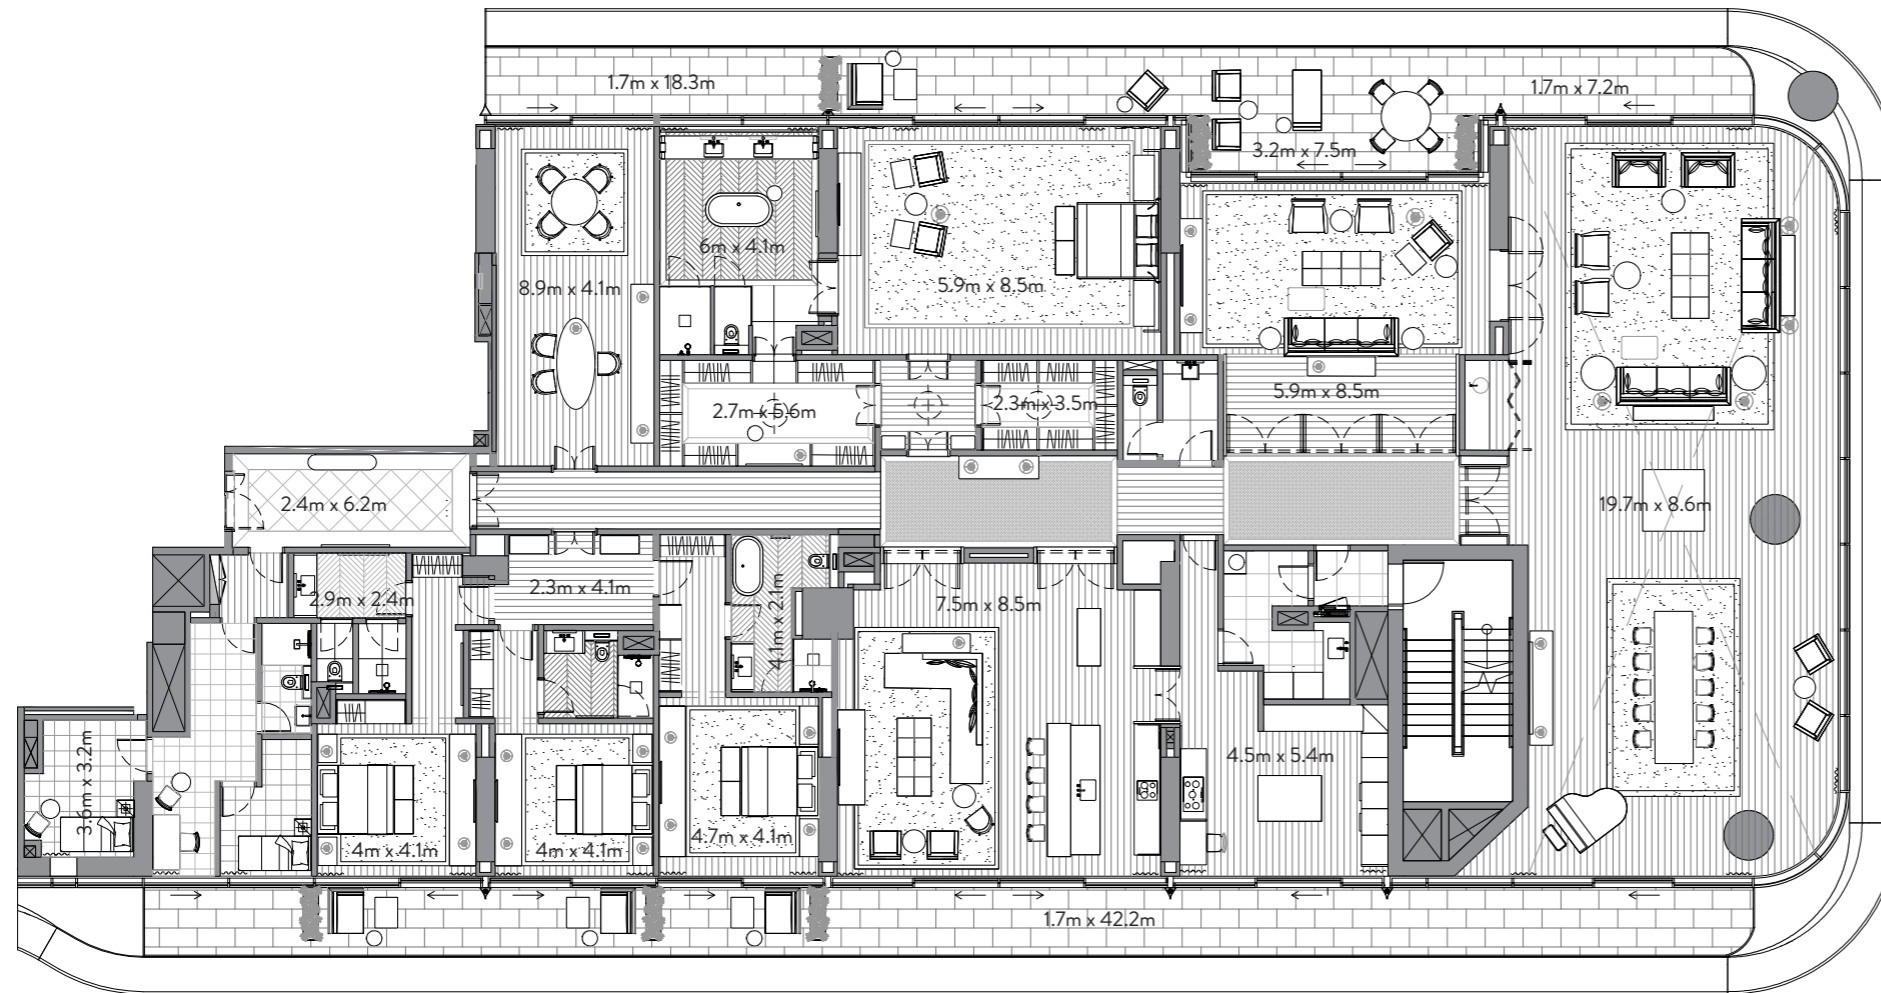 1.7m x 18.3m
1.7m x 7.2m
3.2m x 7.5m
6m x 4.1m
8.9m x 4.1m
5.9m x 8.5m
5.9m x 8.5m
2.7m x 5.6m
2.3m x 3.5m
2.4m x 6.2m
19.7m x 8.6m
2.9m x 2.4m
2.3m x 4.1m
4.1m x 2.1m
7.5m x 8.5m
3.6m x 3.2m
4.5m x 5.4m
4m x 4.1m
4m x 4.1m
4.7m x 4.1m
1.7m x 42.2m